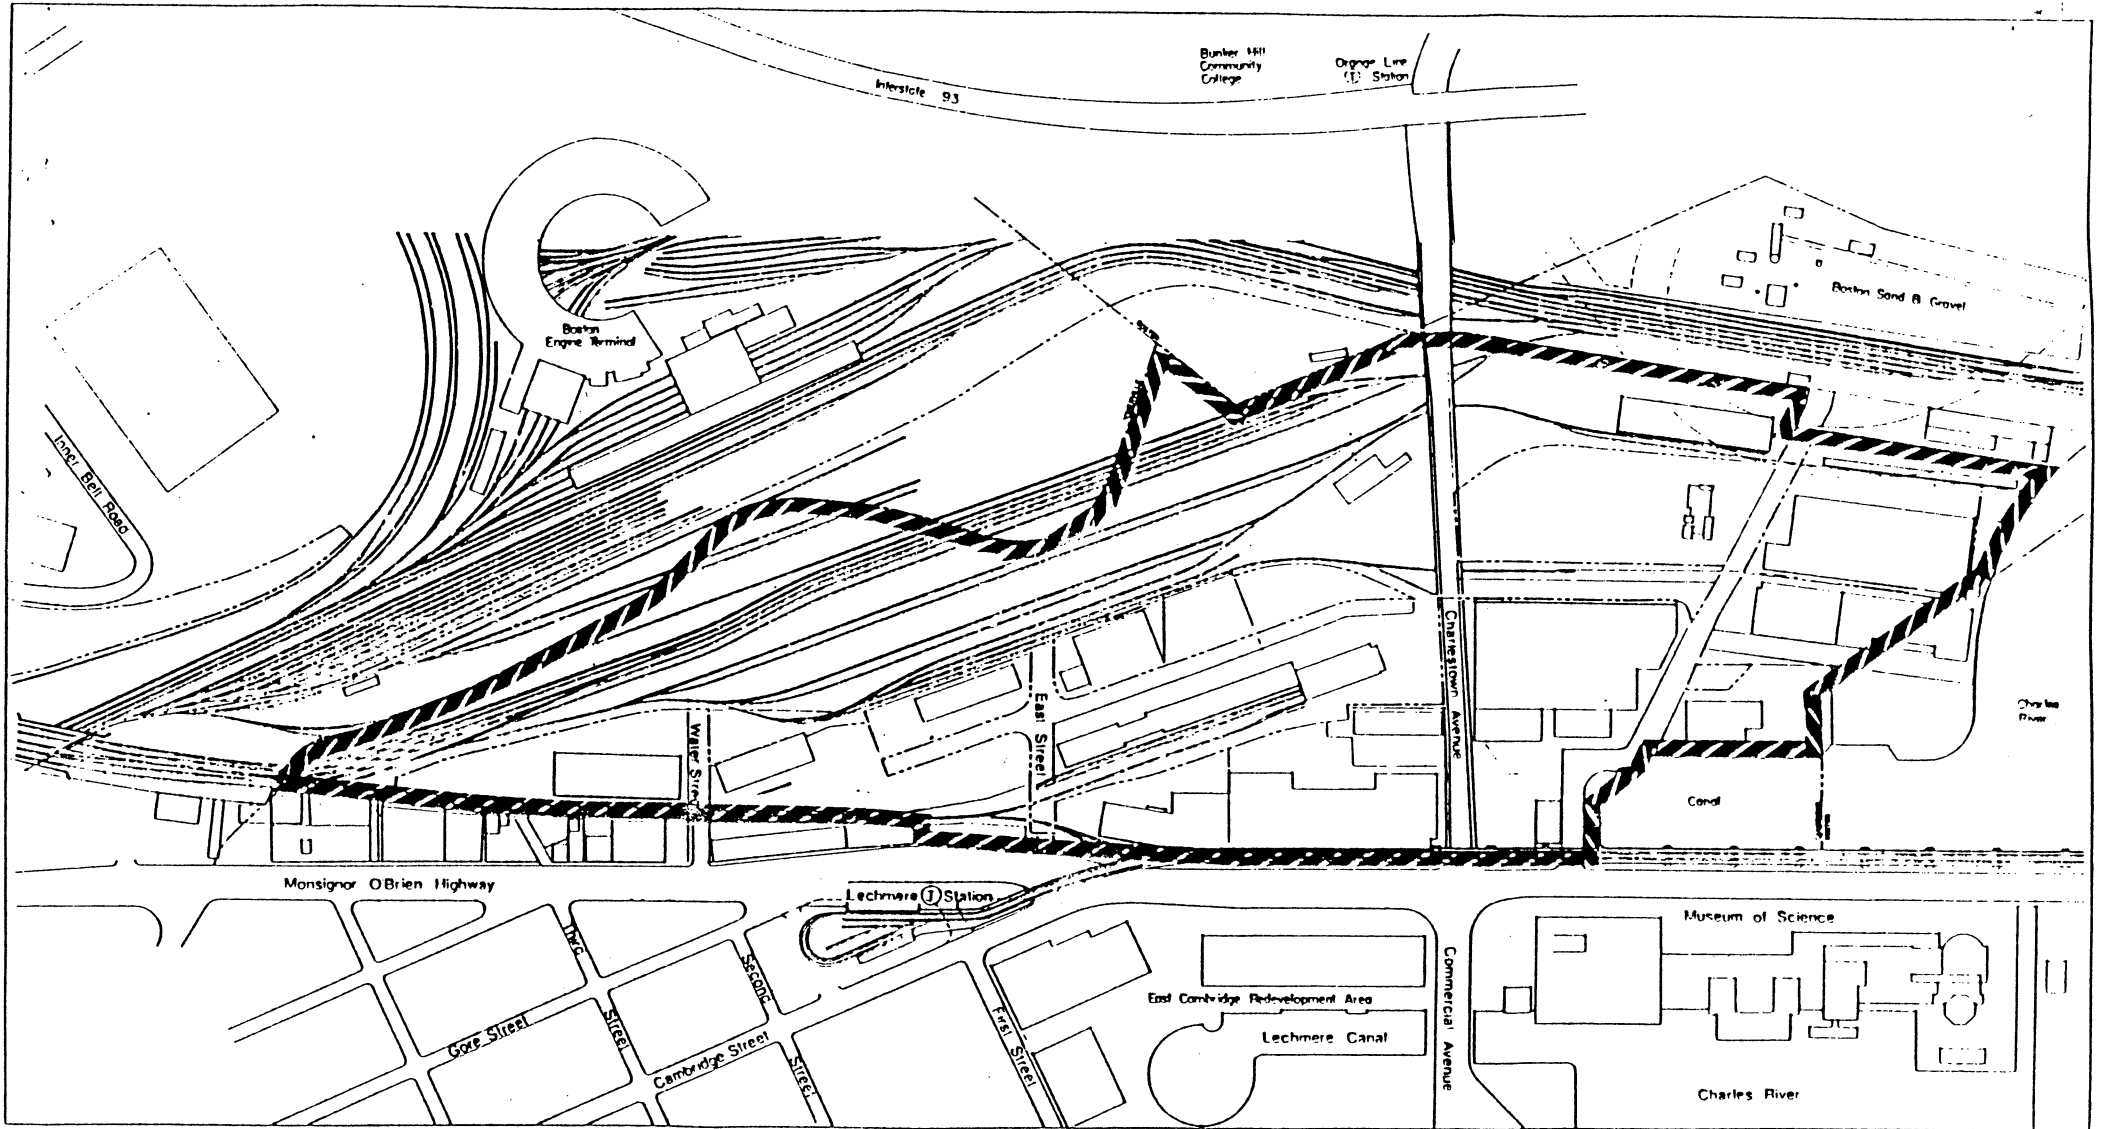 Bunker Hill
Community
College
Orange Line
(T) Station
Interstate 93
Boston Sand & Gravel
Boston
Engine Terminal
Inner Belt Road
Charlestown Avenue
East Street
Water Street
Charles
River
Canal
Monsignor O'Brien Highway
Lechmere (T) Station
Museum of Science
Third Street
Second Street
First Street
Commercial Avenue
East Cambridge Redevelopment Area
Gore Street
Cambridge Street
Lechmere Canal
Charles River